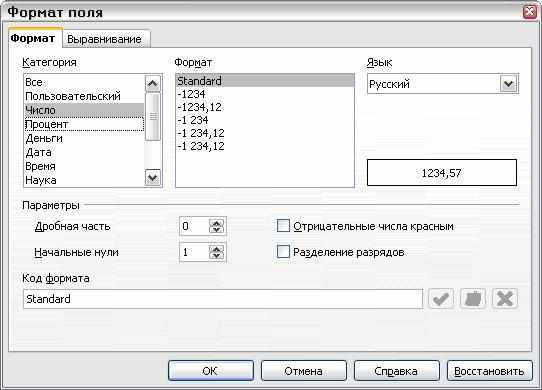 Формат поля
Формат Выравнивание
Категория
Все
Пользовательский
Число
Процент
Деньги
Дата
Время
Наука
Формат
Standard
-1234
-1234,12
-1 234
-1 234,12
-1 234,12
Язык
Русский
1234,57
Параметры
Дробная часть 0
Отрицательные числа красным
Начальные нули 1
Разделение разрядов
Код формата
Standard
ОК Отмена Справка Восстановить